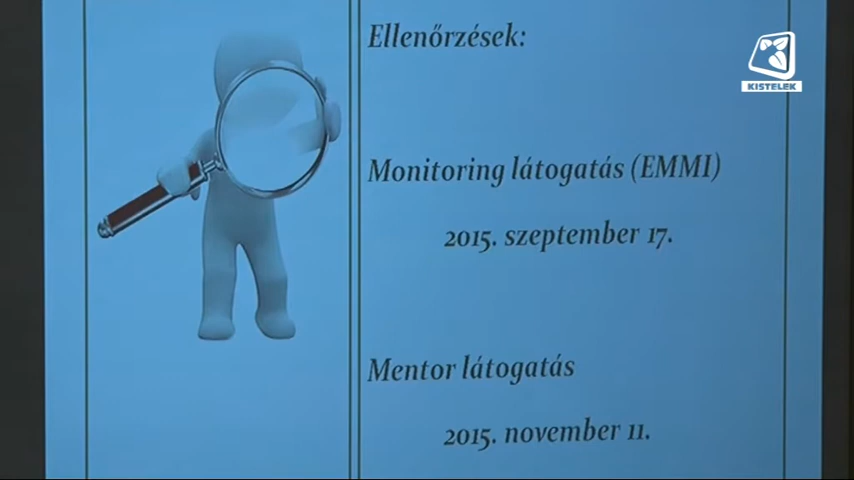 Ellenőrzések:
KISTELEK
Monitoring látogatás (EMMI)
2015. szeptember 17.
Mentor látogatás
2015. november 11.